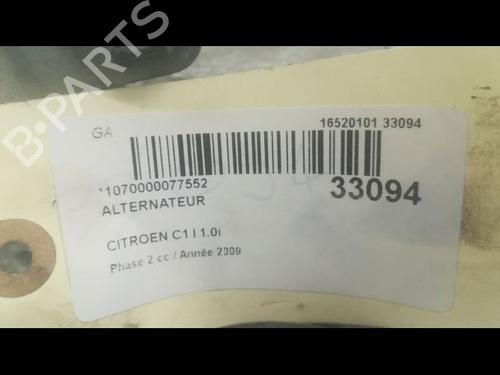 B-PARTS
GA
16520101 33094
*1070000077552
33094
ALTERNATEUR
CITROEN C1 I 1.0i
Phase 2 cc / Année 2009